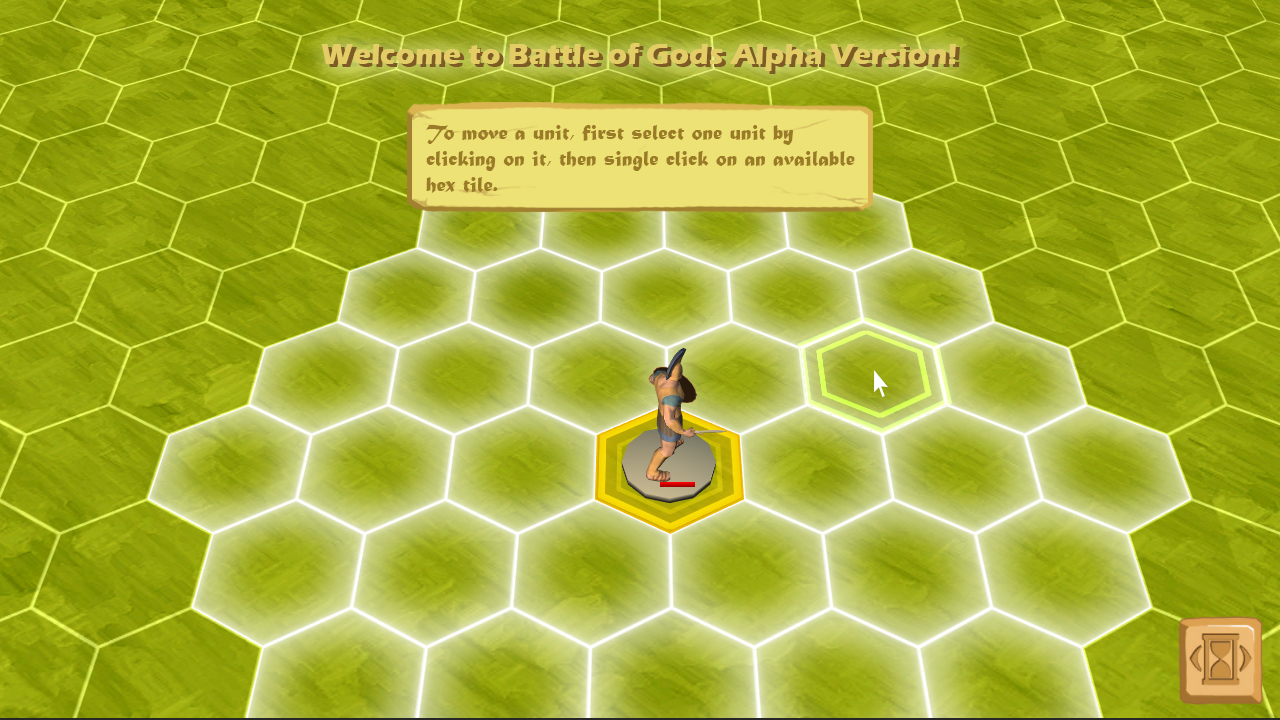 Welcome to Battle of Gods Alpha Version!
To move a unit, first select one unit by
clicking on it, then single click on an available
hex tile.